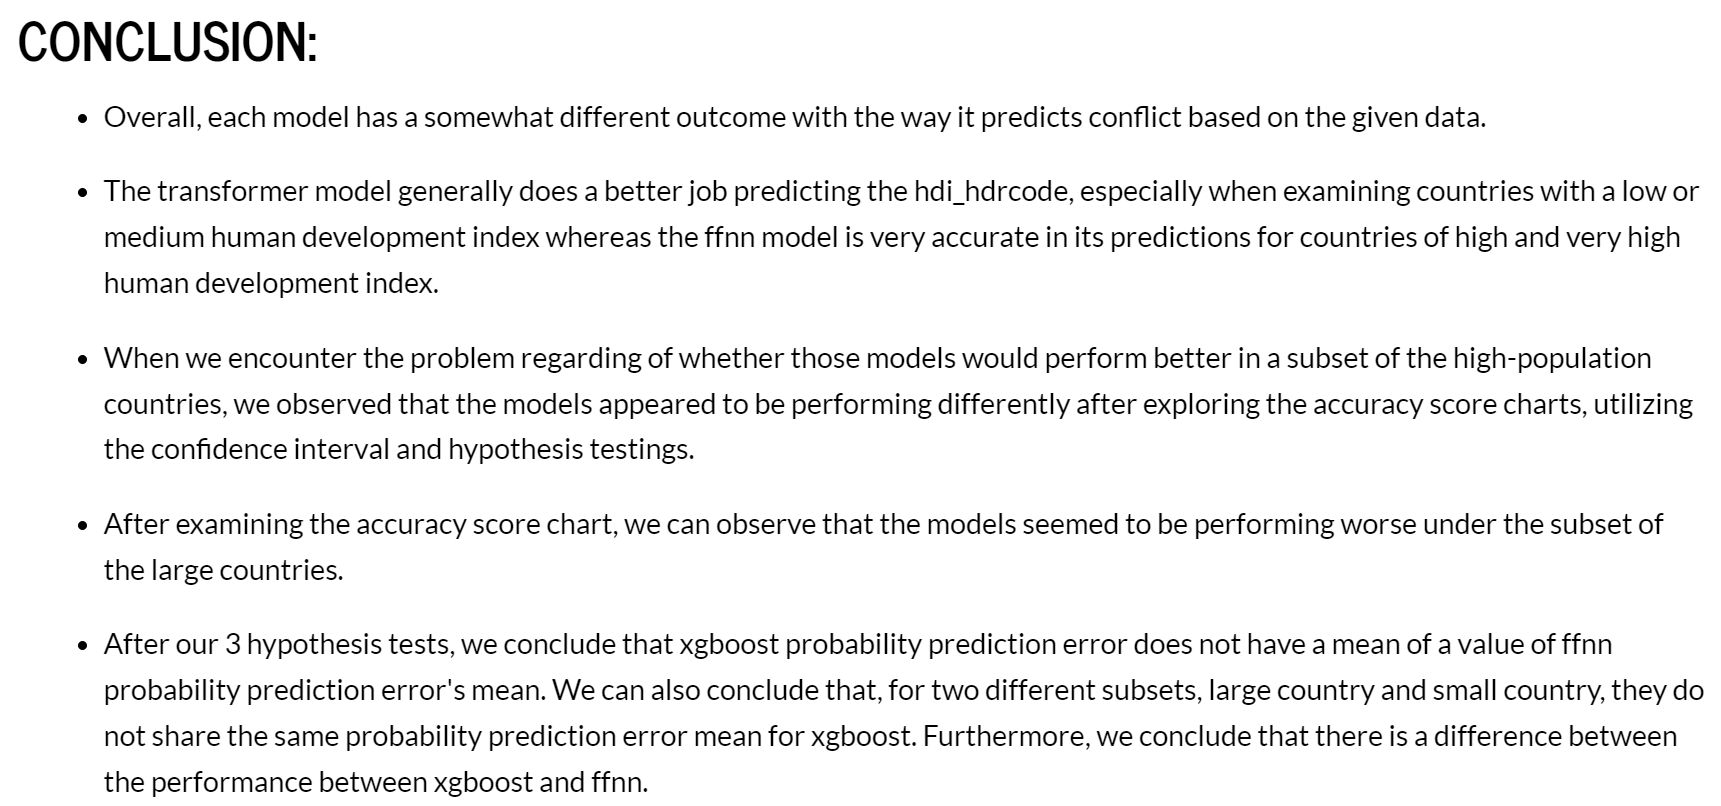 CONCLUSION:
• Overall, each model has a somewhat different outcome with the way it predicts conflict based on the given data.
• The transformer model generally does a better job predicting the hdi_hdrcode, especially when examining countries with a low or
medium human development index whereas the ffnn model is very accurate in its predictions for countries of high and very high
human development index.
• When we encounter the problem regarding of whether those models would perform better in a subset of the high-population
countries, we observed that the models appeared to be performing differently after exploring the accuracy score charts, utilizing
the confidence interval and hypothesis testings.
• After examining the accuracy score chart, we can observe that the models seemed to be performing worse under the subset of
the large countries.
• After our 3 hypothesis tests, we conclude that xgboost probability prediction error does not have a mean of a value of ffnn
probability prediction error's mean. We can also conclude that, for two different subsets, large country and small country, they do
not share the same probability prediction error mean for xgboost. Furthermore, we conclude that there is a difference between
the performance between xgboost and ffnn.